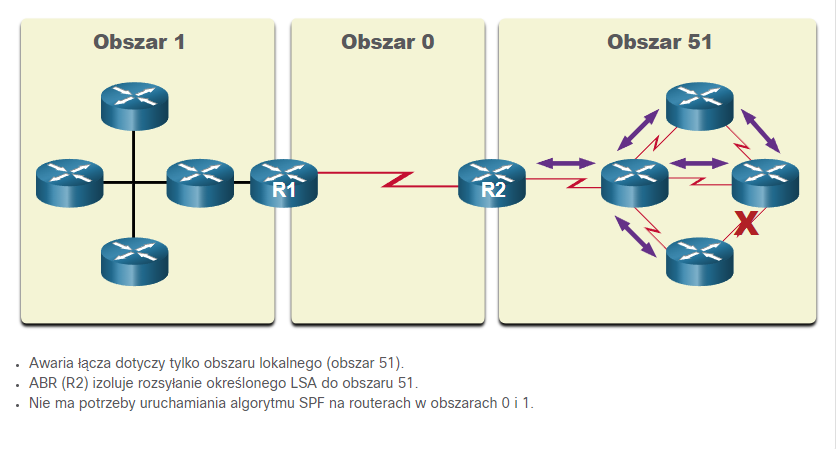 Obszar 1
Obszar 0
Obszar 51
R1
R2
X
• Awaria łącza dotyczy tylko obszaru lokalnego (obszar 51).
• ABR (R2) izoluje rozsyłanie określonego LSA do obszaru 51.
• Nie ma potrzeby uruchamiania algorytmu SPF na routerach w obszarach 0 i 1.